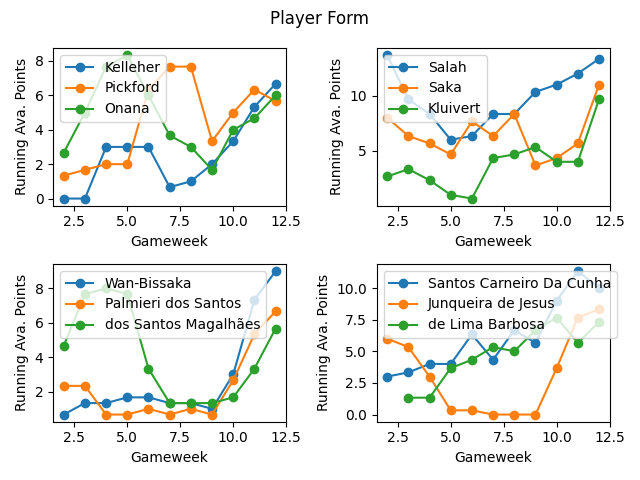 Player Form
Running Ava. Points
8
6
4
2
0
Kelleher
Pickford
Onana
2.5 5.0 7.5 10.0 12.5
Gameweek
Running Ava. Points
10
5
Salah
Saka
Kluivert
2.5 5.0 7.5 10.0 12.5
Gameweek
Running Ava. Points
8
6
4
2
Wan-Bissaka
Palmieri dos Santos
dos Santos Magalhães
2.5 5.0 7.5 10.0 12.5
Gameweek
Running Ava. Points
10.0
7.5
5.0
2.5
0.0
Santos Carneiro Da Cunha
Junqueira de Jesus
de Lima Barbosa
2.5 5.0 7.5 10.0 12.5
Gameweek